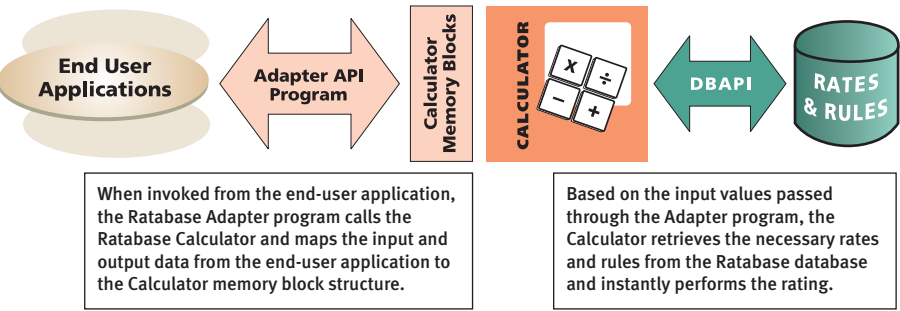 End User
Applications
Adapter API
Program
Calculator
Memory Blocks
CALCULATOR
X
÷
−
+
DBAPI
RATES
& RULES
When invoked from the end-user application,
the Ratabase Adapter program calls the
Ratabase Calculator and maps the input and
output data from the end-user application to
the Calculator memory block structure.
Based on the input values passed
through the Adapter program, the
Calculator retrieves the necessary rates
and rules from the Ratabase database
and instantly performs the rating.